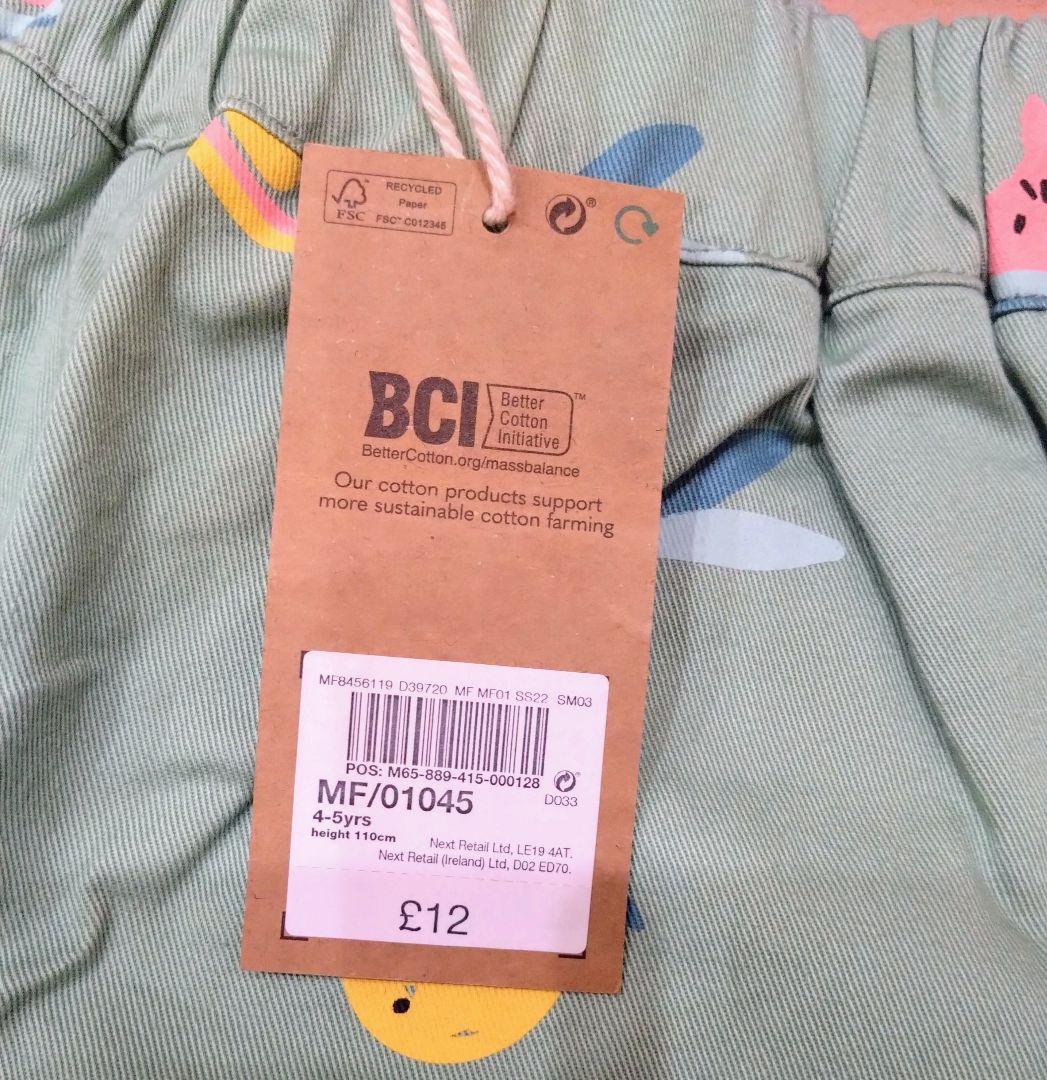 RECYCLED
Paper
FSC™ C012345
FSC
®
BCI
Better
Cotton
Initiative
™
BetterCotton.org/massbalance
Our cotton products support
more sustainable cotton farming
MF8456119 D39720 MF MF01 SS22 SM03
POS: M65-889-415-000128
MF/01045
D033
4-5yrs
height 110cm
Next Retail Ltd, LE19 4AT.
Next Retail (Ireland) Ltd, D02 ED70.
£12